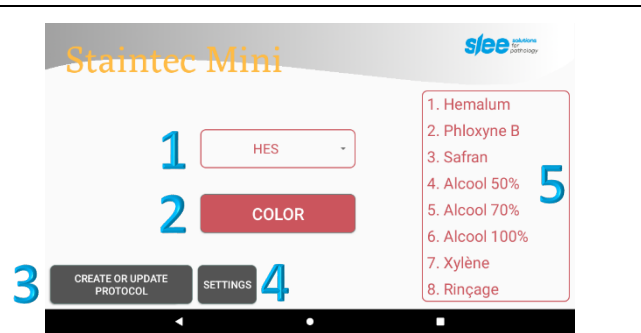 Staintec Mini
slee solutions
for
pathology
1
HES
2
COLOR
3
CREATE OR UPDATE
PROTOCOL
SETTINGS
4
1. Hemalum
2. Phloxyne B
3. Safran
4. Alcool 50%
5. Alcool 70%
6. Alcool 100%
7. Xylène
8. Rinçage
5